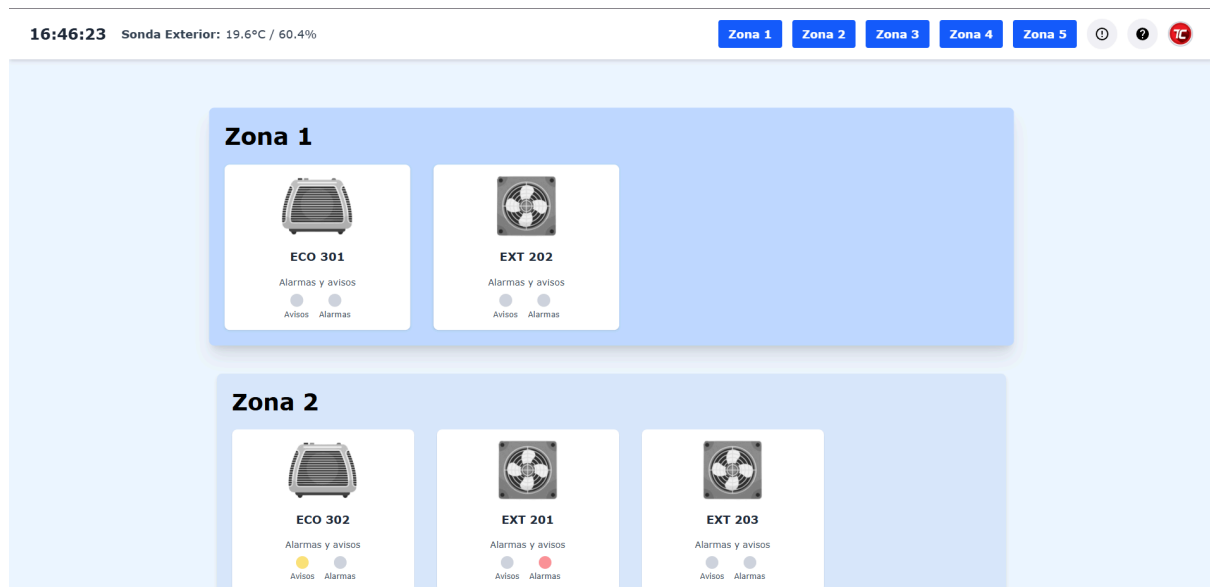 16:46:23 Sonda Exterior: 19.6°C / 60.4% Zona 1 Zona 2 Zona 3 Zona 4 Zona 5 TC
Zona 1
ECO 301 EXT 202
Alarmas y avisos Alarmas y avisos
Avisos Alarmas Avisos Alarmas
Zona 2
ECO 302 EXT 201 EXT 203
Alarmas y avisos Alarmas y avisos Alarmas y avisos
Avisos Alarmas Avisos Alarmas Avisos Alarmas